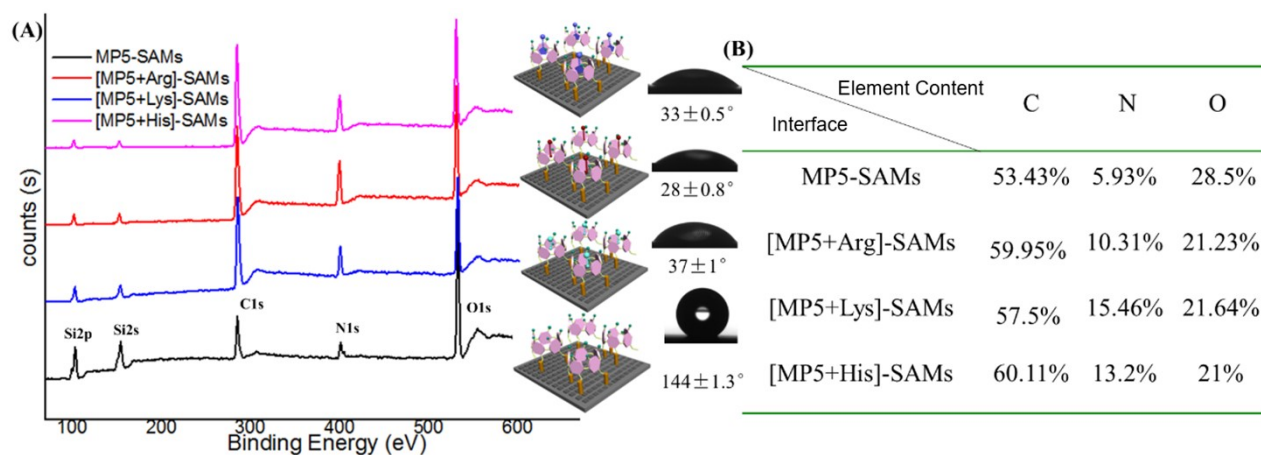 (A)
MP5-SAMs
[MP5+Arg]-SAMs
[MP5+Lys]-SAMs
[MP5+His]-SAMs
counts (s)
Si2p
Si2s
C1s
N1s
O1s
100 200 300 400 500 600
Binding Energy (eV)
33±0.5°
28±0.8°
37±1°
144±1.3°
(B)
Element Content
Interface
C N O
MP5-SAMs 53.43% 5.93% 28.5%
[MP5+Arg]-SAMs 59.95% 10.31% 21.23%
[MP5+Lys]-SAMs 57.5% 15.46% 21.64%
[MP5+His]-SAMs 60.11% 13.2% 21%